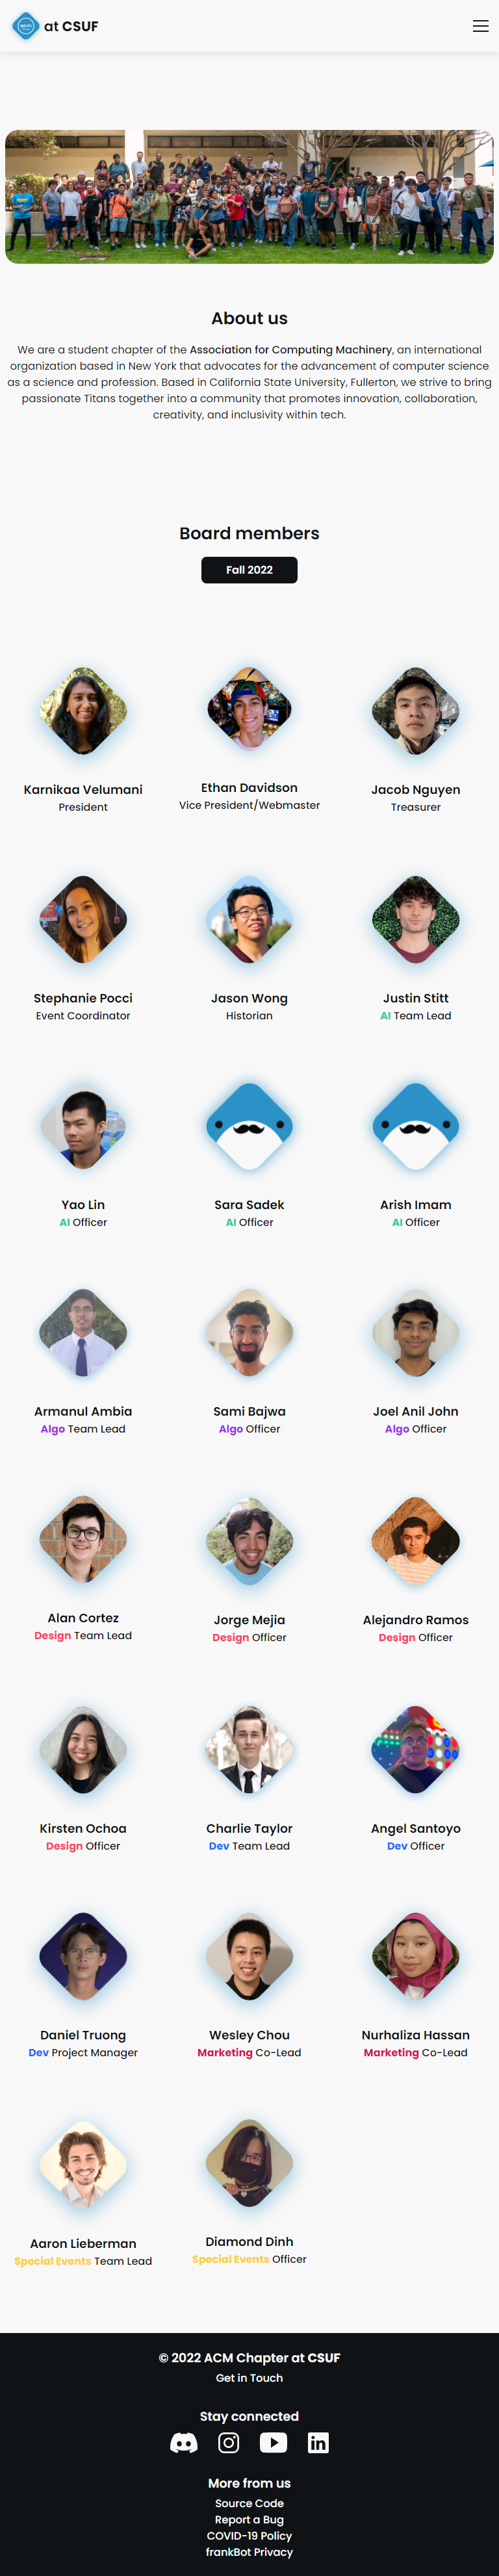 acm
at CSUF
About us
We are a student chapter of the Association for Computing Machinery, an international
organization based in New York that advocates for the advancement of computer science
as a science and profession. Based in California State University, Fullerton, we strive to bring
passionate Titans together into a community that promotes innovation, collaboration,
creativity, and inclusivity within tech.
Board members
Fall 2022
Karnikaa Velumani
President
Ethan Davidson
Vice President/Webmaster
Jacob Nguyen
Treasurer
Stephanie Pocci
Event Coordinator
Jason Wong
Historian
Justin Stitt
AI Team Lead
Yao Lin
AI Officer
Sara Sadek
AI Officer
Arish Imam
AI Officer
Armanul Ambia
Algo Team Lead
Sami Bajwa
Algo Officer
Joel Anil John
Algo Officer
Alan Cortez
Design Team Lead
Jorge Mejia
Design Officer
Alejandro Ramos
Design Officer
Kirsten Ochoa
Design Officer
Charlie Taylor
Dev Team Lead
Angel Santoyo
Dev Officer
Daniel Truong
Dev Project Manager
Wesley Chou
Marketing Co-Lead
Nurhaliza Hassan
Marketing Co-Lead
Aaron Lieberman
Special Events Team Lead
Diamond Dinh
Special Events Officer
© 2022 ACM Chapter at CSUF
Get in Touch
Stay connected
More from us
Source Code
Report a Bug
COVID-19 Policy
frankBot Privacy